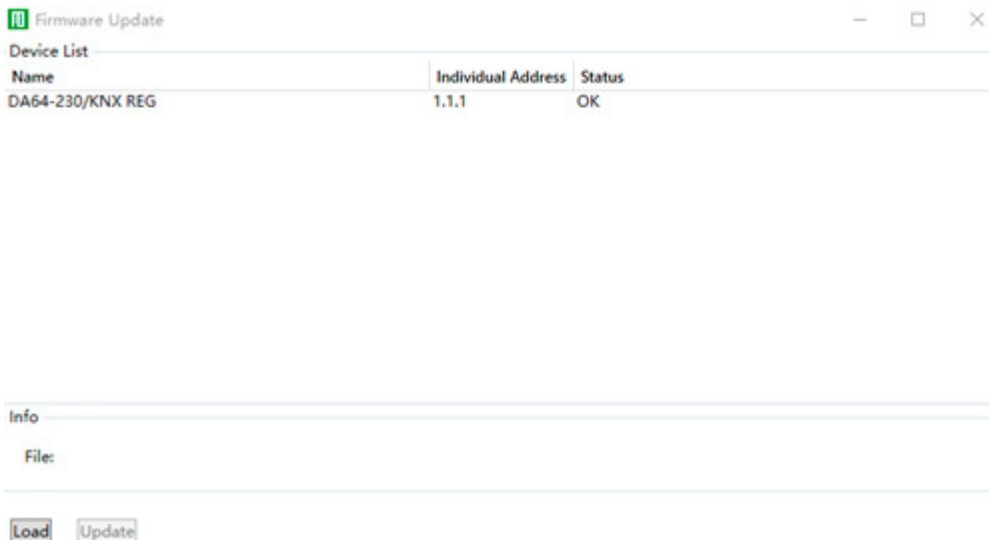 Firmware Update
Device List
Name Individual Address Status
DA64-230/KNX REG 1.1.1 OK
Info
File:
Load Update